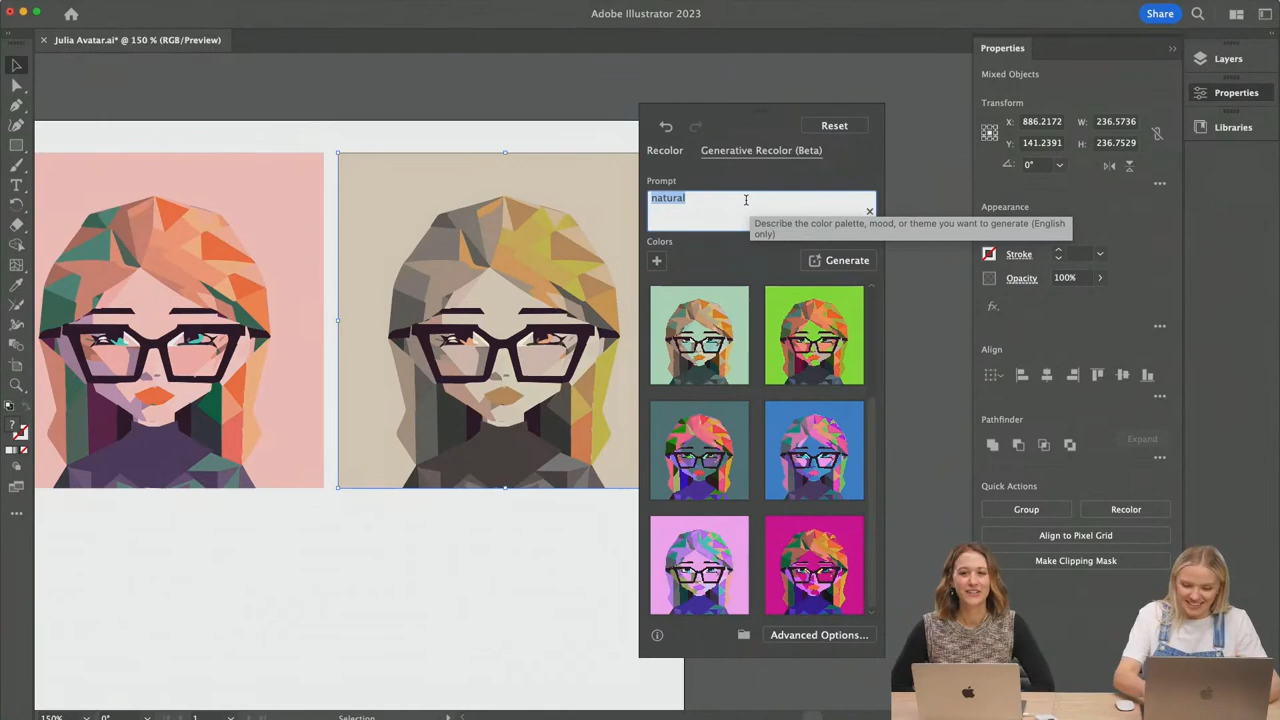 Adobe Illustrator 2023
Share
× Julia Avatar.ai* @ 150 % (RGB/Preview)
Reset
Recolor
Generative Recolor (Beta)
Prompt
natural
Describe the color palette, mood, or theme you want to generate (English
only)
Colors
Generate
Advanced Options...
Properties
Mixed Objects
Transform
X: 886.2172
W: 236.5736
Y: 141.2391
H: 236.7529
0°
Appearance
Stroke
Opacity
100%
fx.
Align
Pathfinder
Expand
Quick Actions
Group
Recolor
Align to Pixel Grid
Make Clipping Mask
Layers
Properties
Libraries
150%
0°
1
Selection